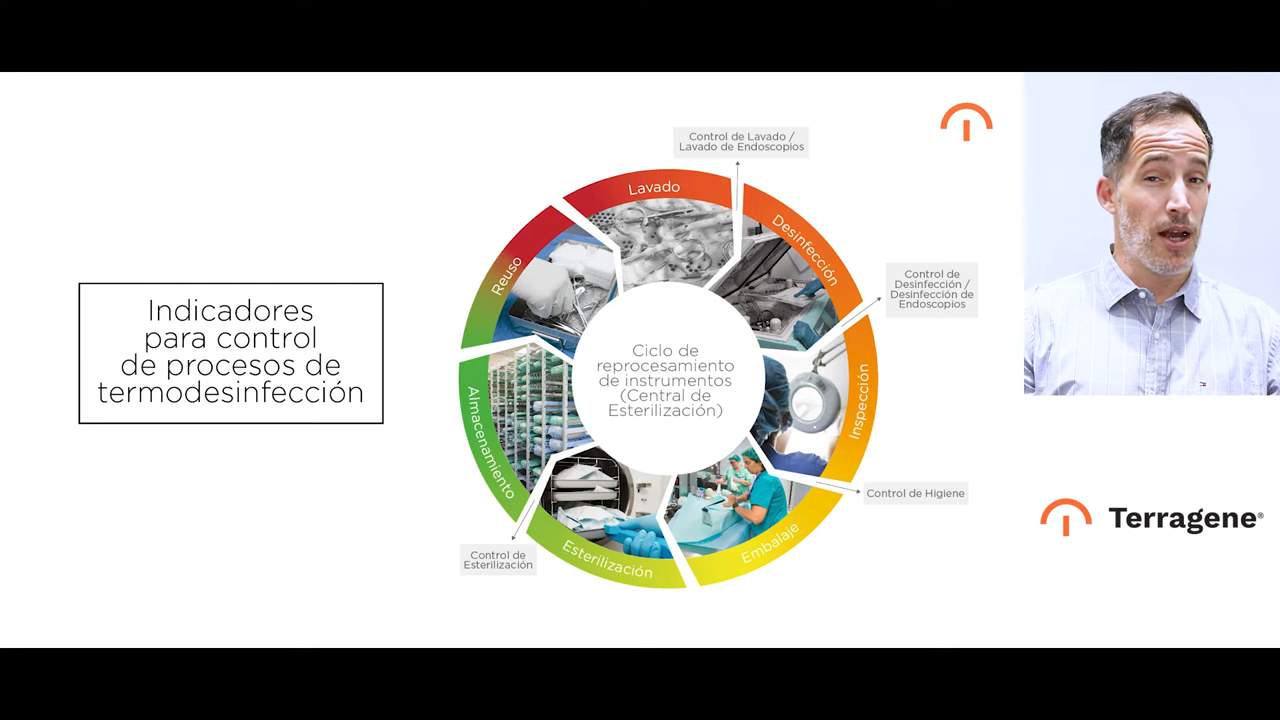 Indicadores
para control
de procesos de
termodesinfección
Control de Lavado /
Lavado de Endoscopios
Lavado
Desinfección
Control de
Desinfección /
Desinfección de
Endoscopios
Inspección
Control de Higiene
Embalaje
Esterilización
Control de
Esterilización
Almacenamiento
Reuso
Ciclo de
reprocesamiento
de instrumentos
(Central de
Esterilización)
Terragene®